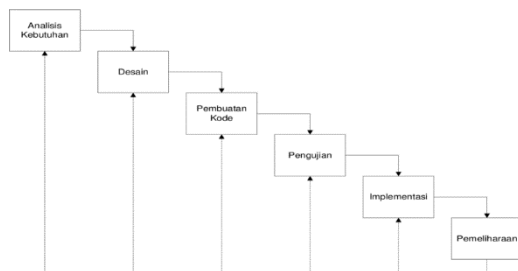 Analisis
Kebutuhan
Desain
Pembuatan
Kode
Pengujian
Implementasi
Pemeliharaan